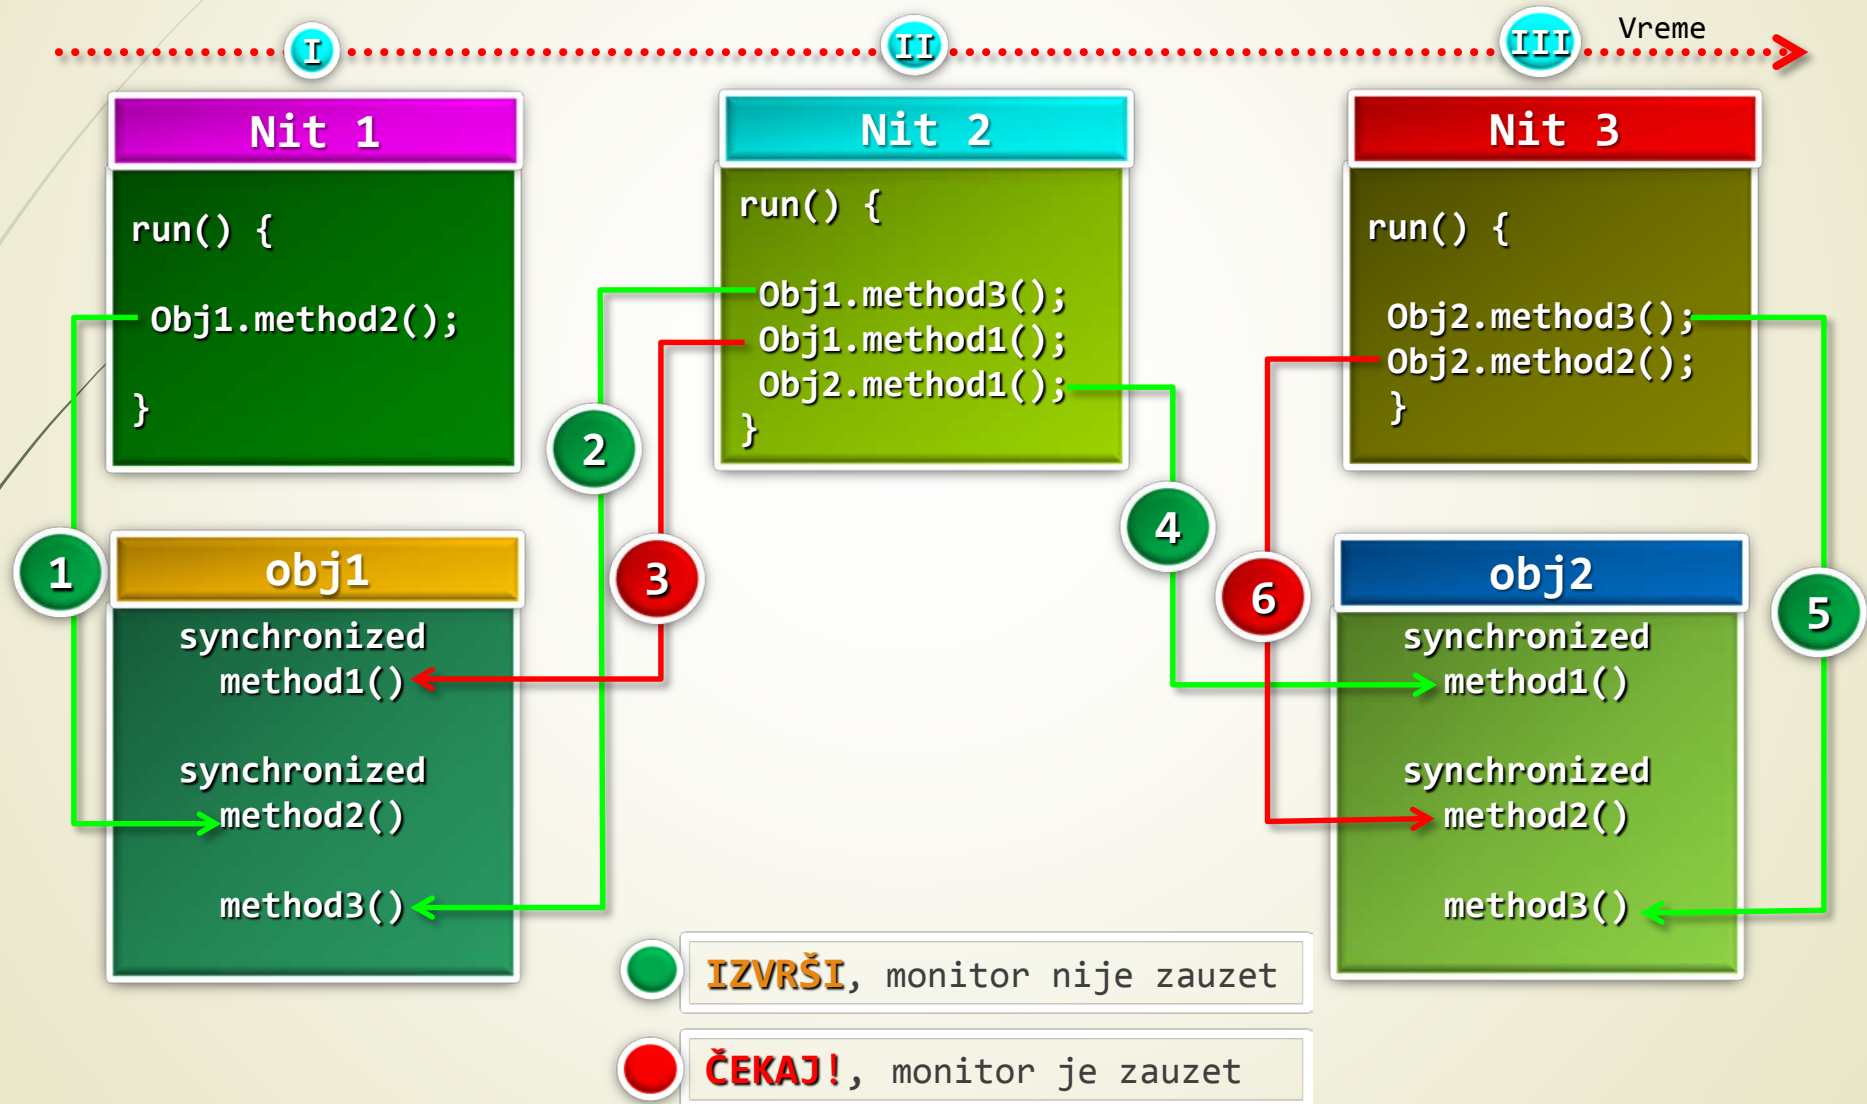 I
II
III
Vreme
Nit 1
run() {
Obj1.method2();
}
Nit 2
run() {
Obj1.method3();
Obj1.method1();
Obj2.method1();
}
Nit 3
run() {
Obj2.method3();
Obj2.method2();
}
1
2
3
4
5
6
obj1
synchronized
method1()
synchronized
method2()
method3()
obj2
synchronized
method1()
synchronized
method2()
method3()
IZVRŠI, monitor nije zauzet
ČEKAJ!, monitor je zauzet